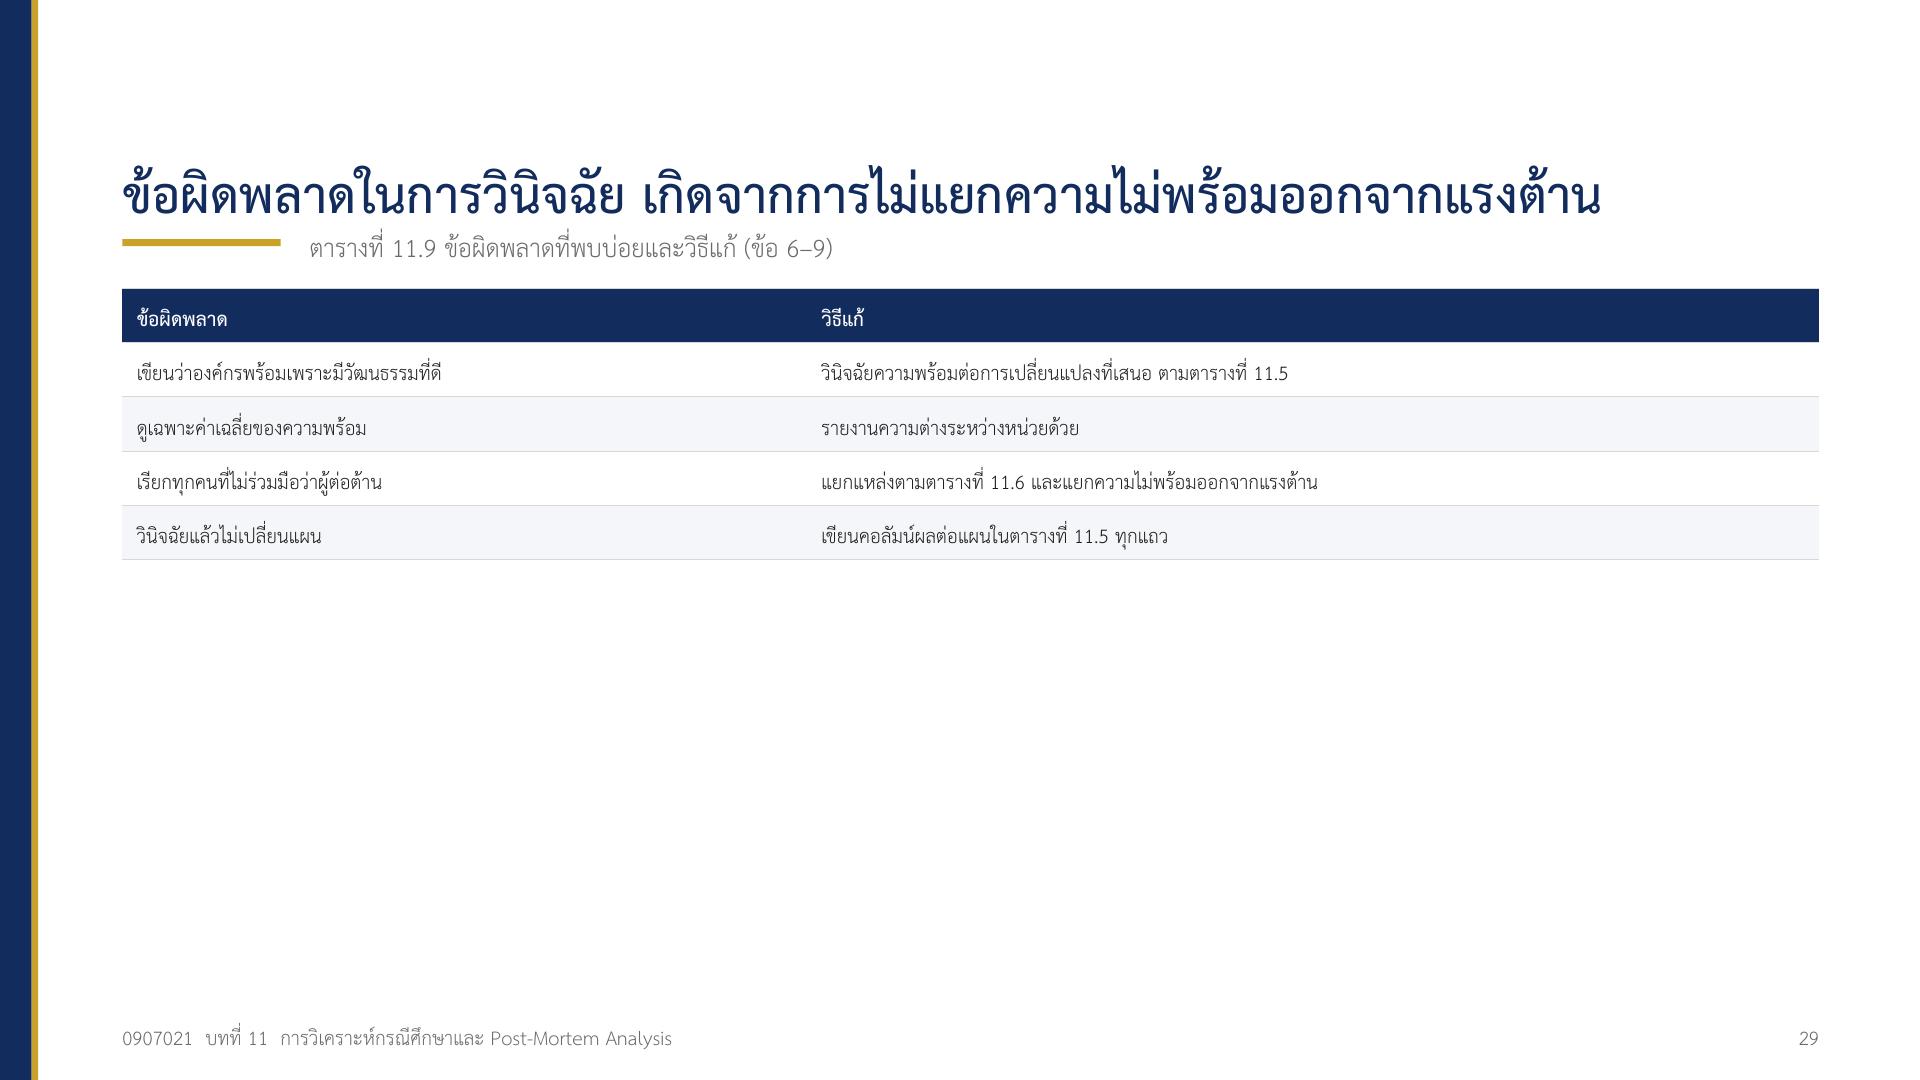 ข้อผิดพลาดในการวินิจฉัย เกิดจากการไม่แยกความไม่พร้อมออกจากแรงต้าน
ตารางที่ 11.9 ข้อผิดพลาดที่พบบ่อยและวิธีแก้ (ข้อ 6–9)
ข้อผิดพลาด วิธีแก้
เขียนว่าองค์กรพร้อมเพราะมีวัฒนธรรมที่ดี วินิจฉัยความพร้อมต่อการเปลี่ยนแปลงที่เสนอ ตามตารางที่ 11.5
ดูเฉพาะค่าเฉลี่ยของความพร้อม รายงานความต่างระหว่างหน่วยด้วย
เรียกทุกคนที่ไม่ร่วมมือว่าผู้ต่อต้าน แยกแหล่งตามตารางที่ 11.6 และแยกความไม่พร้อมออกจากแรงต้าน
วินิจฉัยแล้วไม่เปลี่ยนแผน เขียนคอลัมน์ผลต่อแผนในตารางที่ 11.5 ทุกแถว
0907021 บทที่ 11 การวิเคราะห์กรณีศึกษาและ Post-Mortem Analysis 29